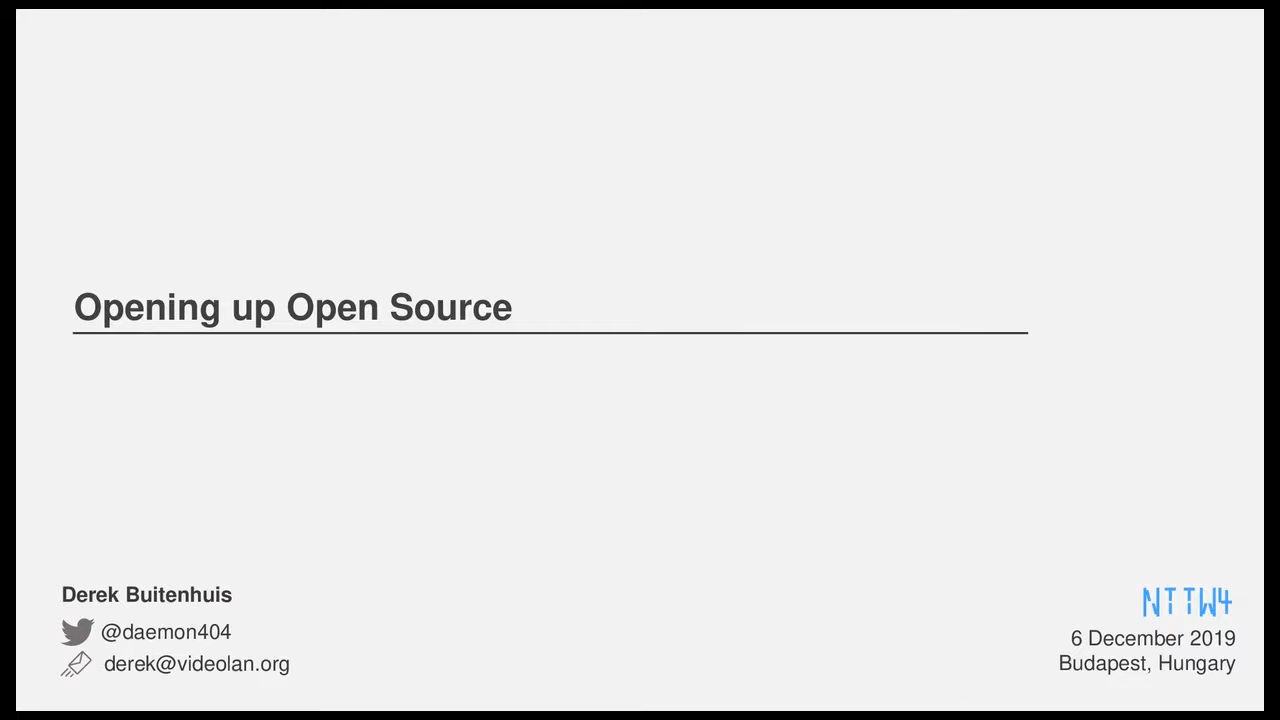 Opening up Open Source
Derek Buitenhuis
@daemon404
derek@videolan.org
NTTW4
6 December 2019
Budapest, Hungary